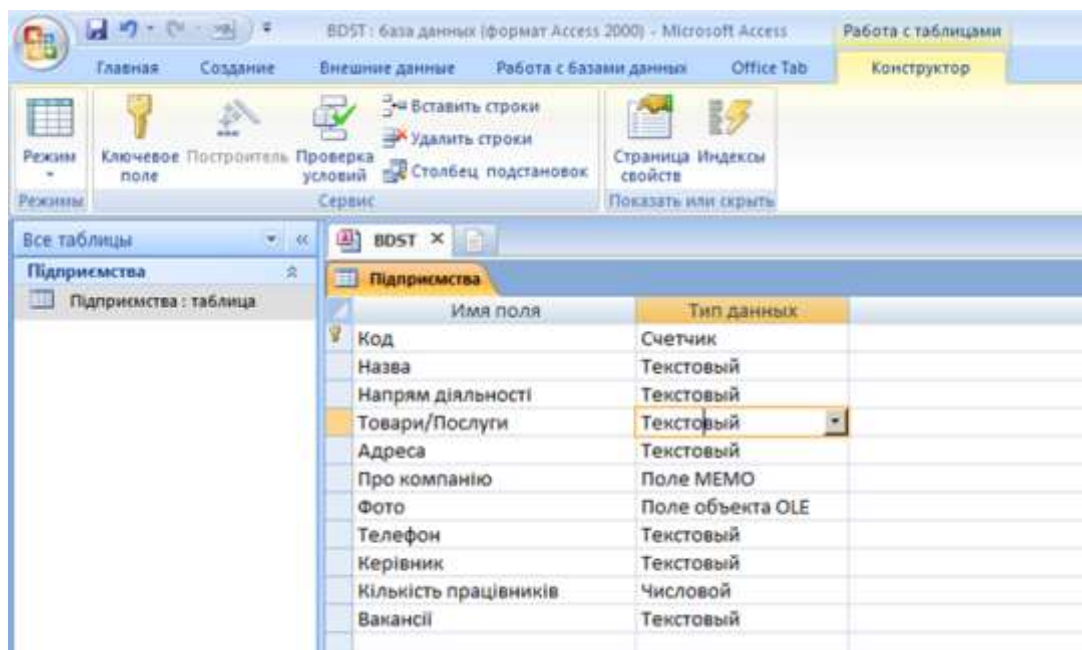 BDST : база данных (формат Access 2000) - Microsoft Access
Работа с таблицами
Главная Создание Внешние данные Работа с базами данных Office Tab Конструктор
Режим
Ключевое поле
Построитель
Проверка условий
Вставить строки
Удалить строки
Столбец подстановок
Страница свойств
Индексы
Режимы Сервис Показать или скрыть
Все таблицы
Підприємства
Підприємства : таблица
BDST
Підприємства
Имя поля Тип данных
Код Счетчик
Назва Текстовый
Напрям діяльності Текстовый
Товари/Послуги Текстовый
Адреса Текстовый
Про компанію Поле МЕМО
Фото Поле объекта OLE
Телефон Текстовый
Керівник Текстовый
Кількість працівників Числовой
Вакансії Текстовый